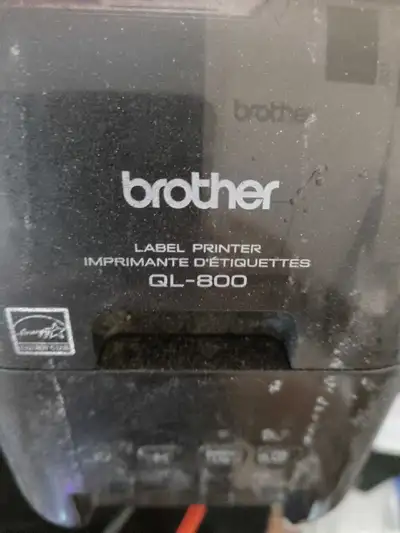 brother
brother
LABEL PRINTER
IMPRIMANTE D'ÉTIQUETTES
QL-800